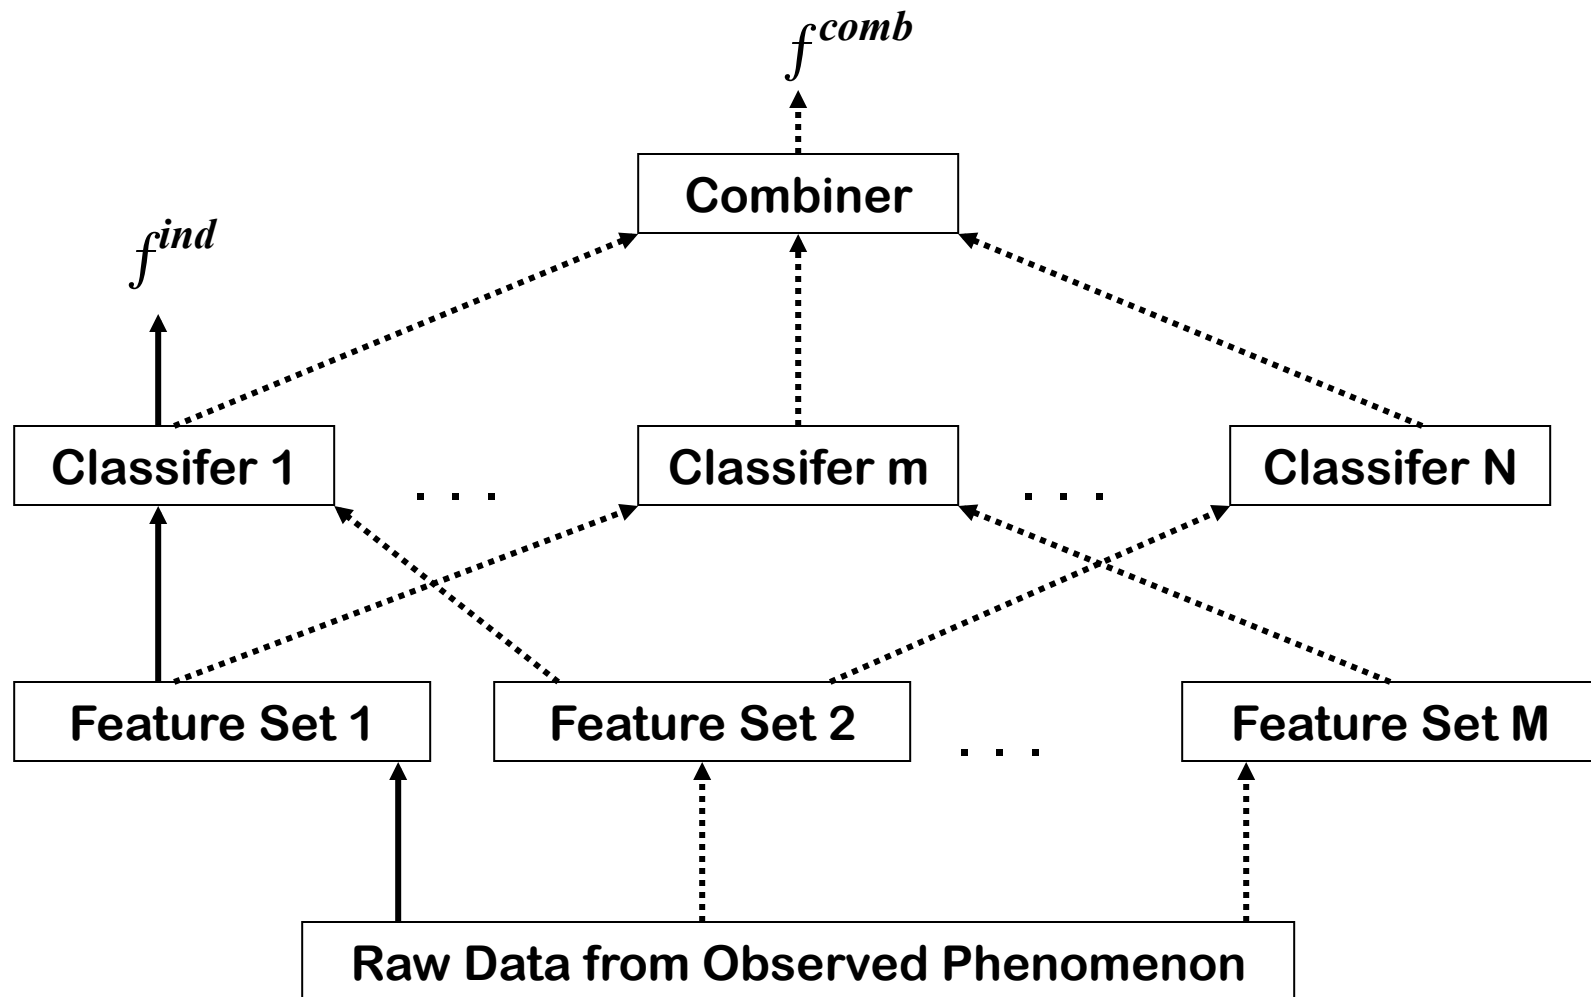 f^comb
Combiner
f^ind
Classifer 1
. . .
Classifer m
. . .
Classifer N
Feature Set 1
Feature Set 2
. . .
Feature Set M
Raw Data from Observed Phenomenon